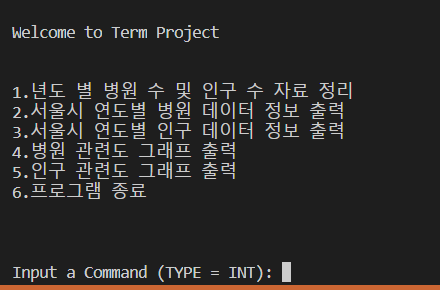 Welcome to Term Project
1.년도 별 병원 수 및 인구 수 자료 정리
2.서울시 연도별 병원 데이터 정보 출력
3.서울시 연도별 인구 데이터 정보 출력
4.병원 관련도 그래프 출력
5.인구 관련도 그래프 출력
6.프로그램 종료
Input a Command (TYPE = INT):